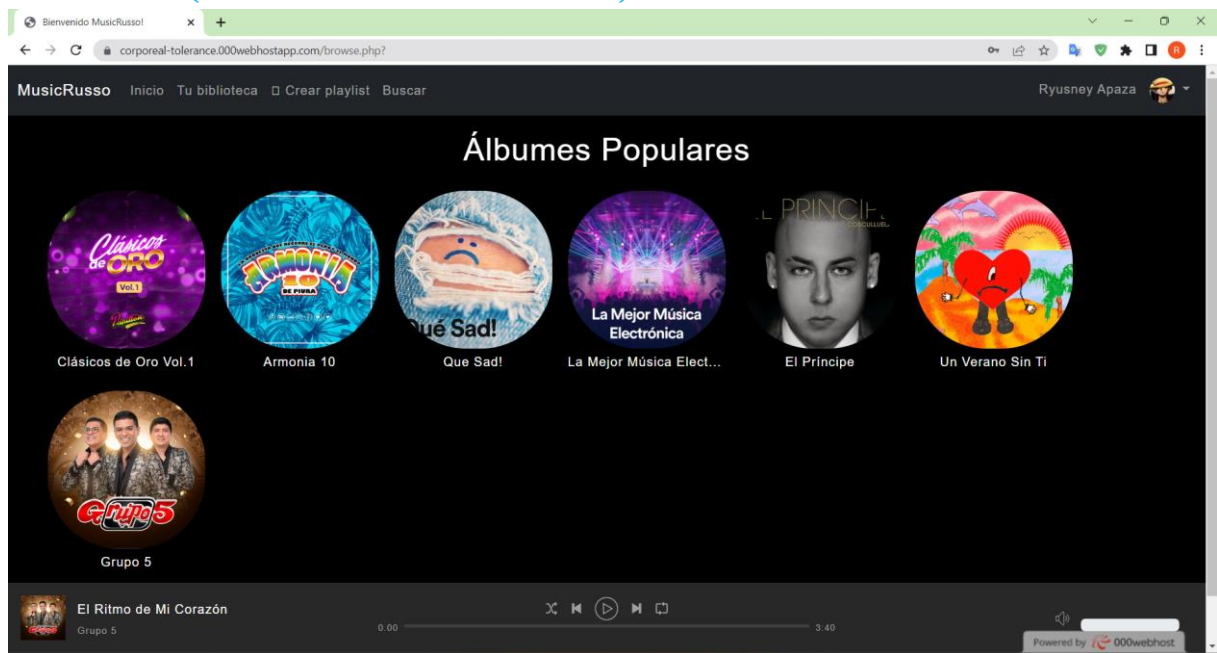 Bienvenido MusicRusso!
corporeal-tolerance.000webhostapp.com/browse.php?
R
MusicRusso Inicio Tu biblioteca Crear playlist Buscar Ryusney Apaza
Álbumes Populares
Clásicos
de ORO
Vol.1
ARMONIA
10
DE PIURA
ué Sad!
La Mejor Música
Electrónica
PRINCI
COSCULLUEL
Clásicos de Oro Vol.1 Armonia 10 Que Sad! La Mejor Música Elect... El Príncipe Un Verano Sin Ti
Grupo 5
Grupo 5
El Ritmo de Mi Corazón
Grupo 5
0.00 3:40
Powered by 000webhost